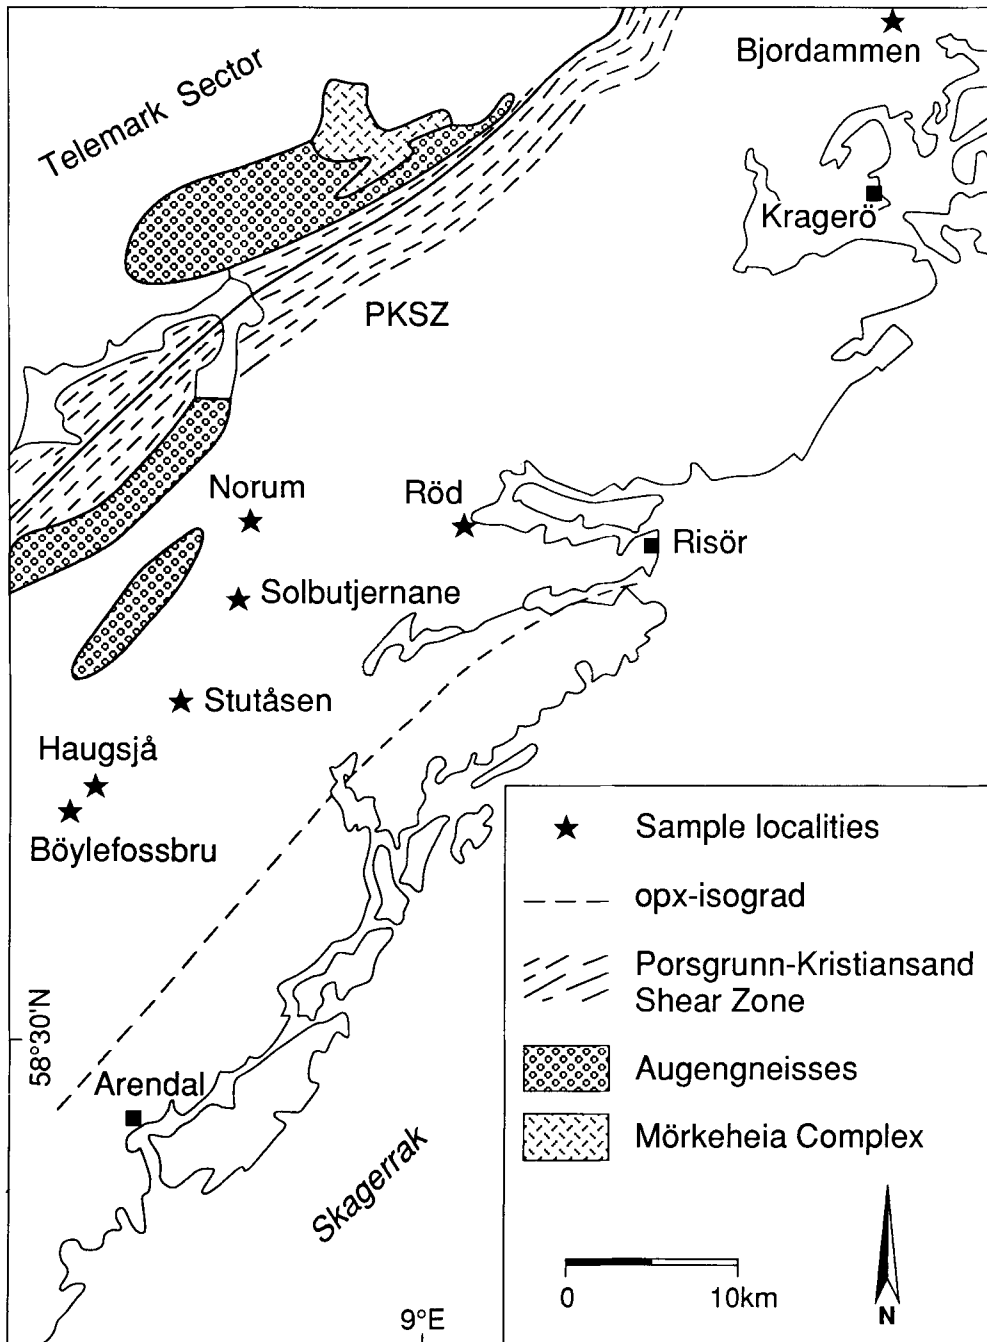 Bjordammen
Telemark Sector
Kragerö
PKSZ
Norum
Röd
Risör
Solbutjernane
Stutåsen
Haugsjå
Böylefossbru
Sample localities
opx-isograd
Porsgrunn-Kristiansand
Shear Zone
58°30'N
Arendal
Augengneisses
Mörkeheia Complex
Skagerrak
0
10km
N
9°E